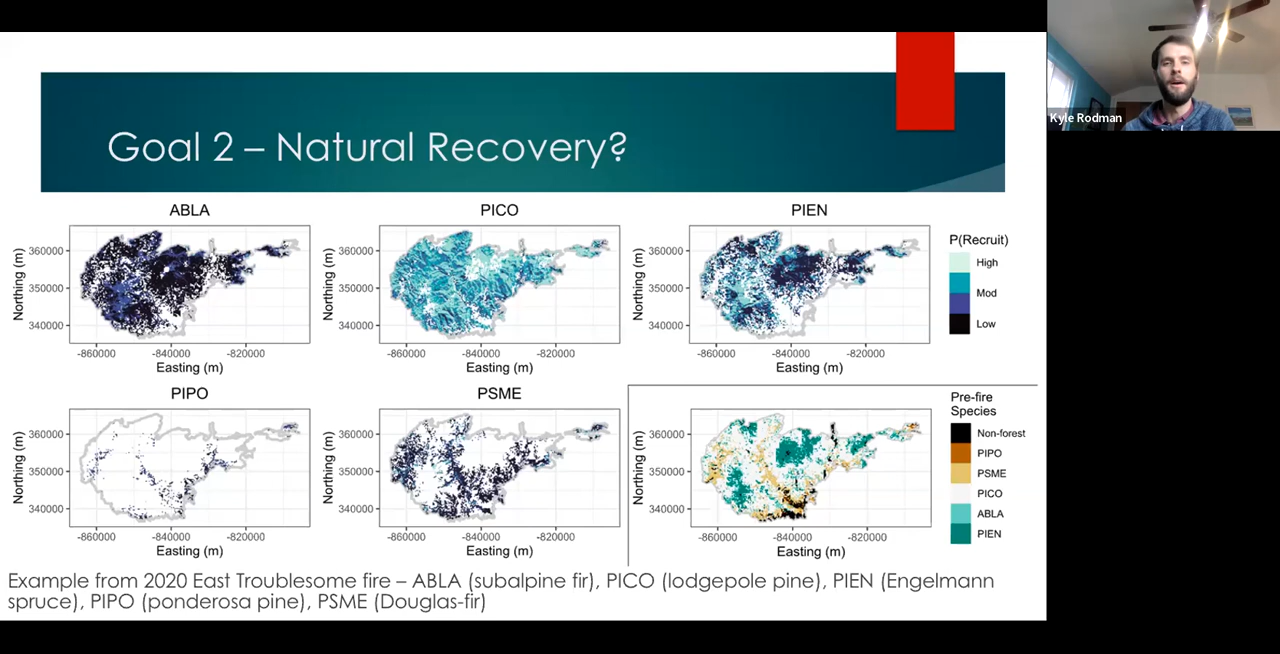 Kyle Rodman
Goal 2 – Natural Recovery?
ABLA
PICO
PIEN
Northing (m)
360000
350000
340000
-860000
-840000
-820000
Easting (m)
Northing (m)
360000
350000
340000
-860000
-840000
-820000
Easting (m)
Northing (m)
360000
350000
340000
-860000
-840000
-820000
Easting (m)
P(Recruit)
High
Mod
Low
PIPO
PSME
Northing (m)
360000
350000
340000
-860000
-840000
-820000
Easting (m)
Northing (m)
360000
350000
340000
-860000
-840000
-820000
Easting (m)
Northing (m)
360000
350000
340000
-860000
-840000
-820000
Easting (m)
Pre-fire
Species
Non-forest
PIPO
PSME
PICO
ABLA
PIEN
Example from 2020 East Troublesome fire – ABLA (subalpine fir), PICO (lodgepole pine), PIEN (Engelmann
spruce), PIPO (ponderosa pine), PSME (Douglas-fir)